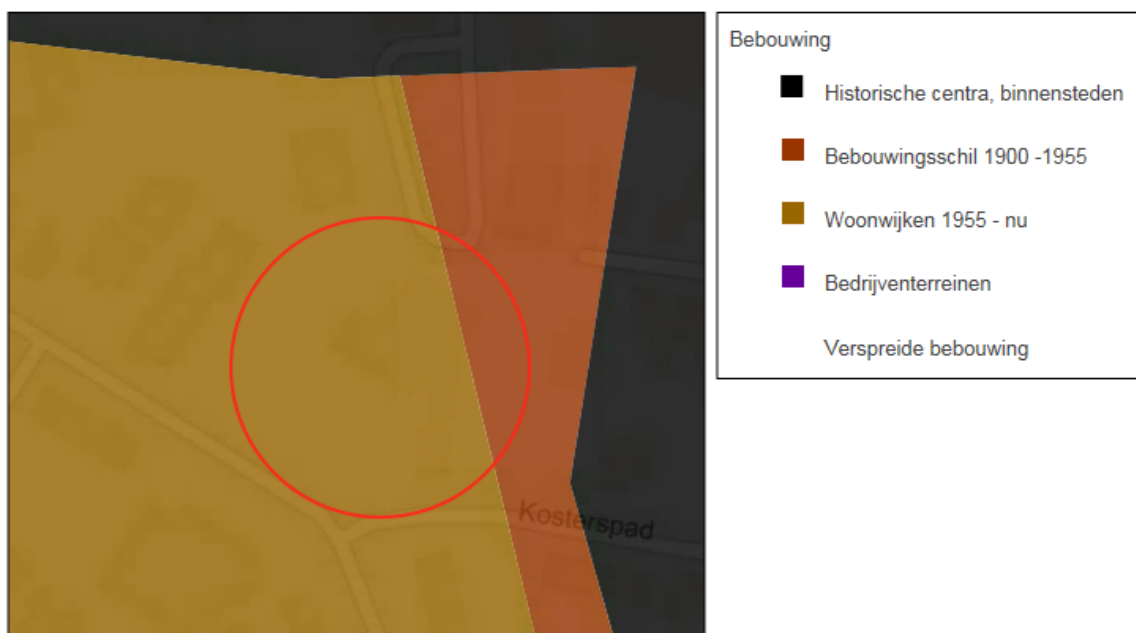 Bebouwing
Historische centra, binnensteden
Bebouwingsschil 1900 -1955
Woonwijken 1955 - nu
Bedrijventerreinen
Verspreide bebouwing
Kosterspad